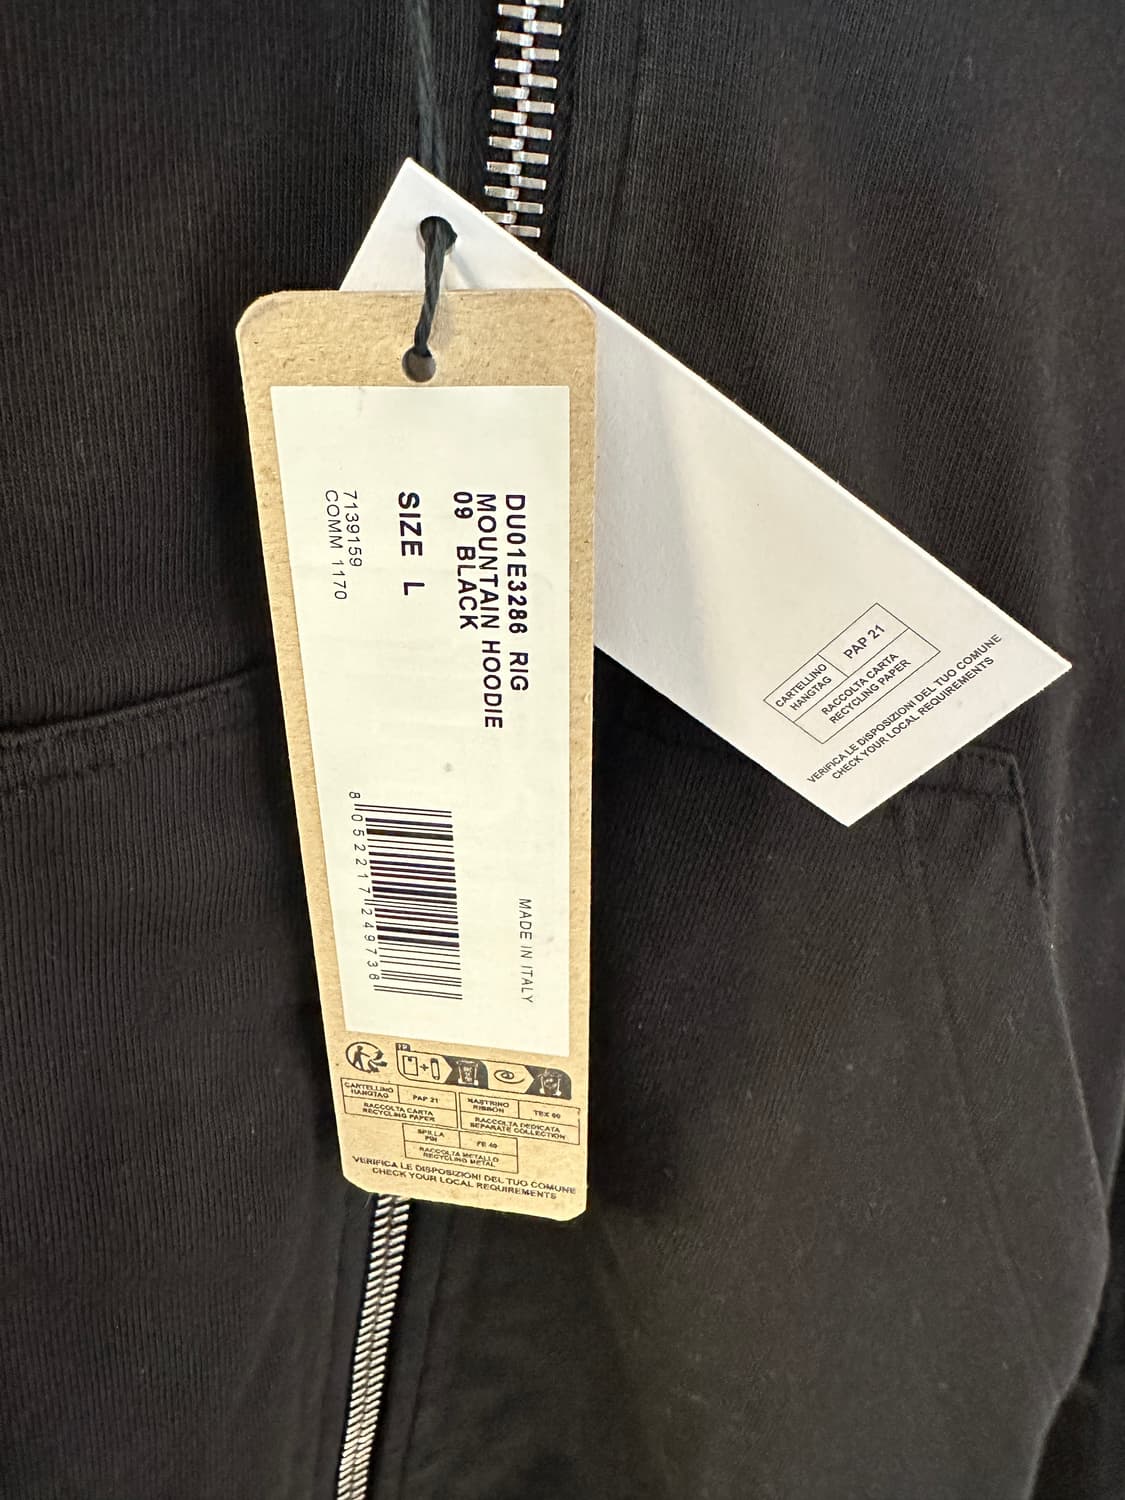 DU01E3286 RIG
MOUNTAIN HOODIE
09 BLACK
SIZE L
7139159
COMM 1170
MADE IN ITALY
8 052217 249738
CARTELLINO
HANGTAG
PAP 21
RACCOLTA CARTA
RECYCLING PAPER
NASTRINO
RIBBON
TEX 60
RACCOLTA DEDICATA
SEPARATE COLLECTION
SPILLA
PIN
FE 40
RACCOLTA METALLO
RECYCLING METAL
VERIFICA LE DISPOSIZIONI DEL TUO COMUNE
CHECK YOUR LOCAL REQUIREMENTS
CARTELLINO
HANGTAG
PAP 21
RACCOLTA CARTA
RECYCLING PAPER
VERIFICA LE DISPOSIZIONI DEL TUO COMUNE
CHECK YOUR LOCAL REQUIREMENTS